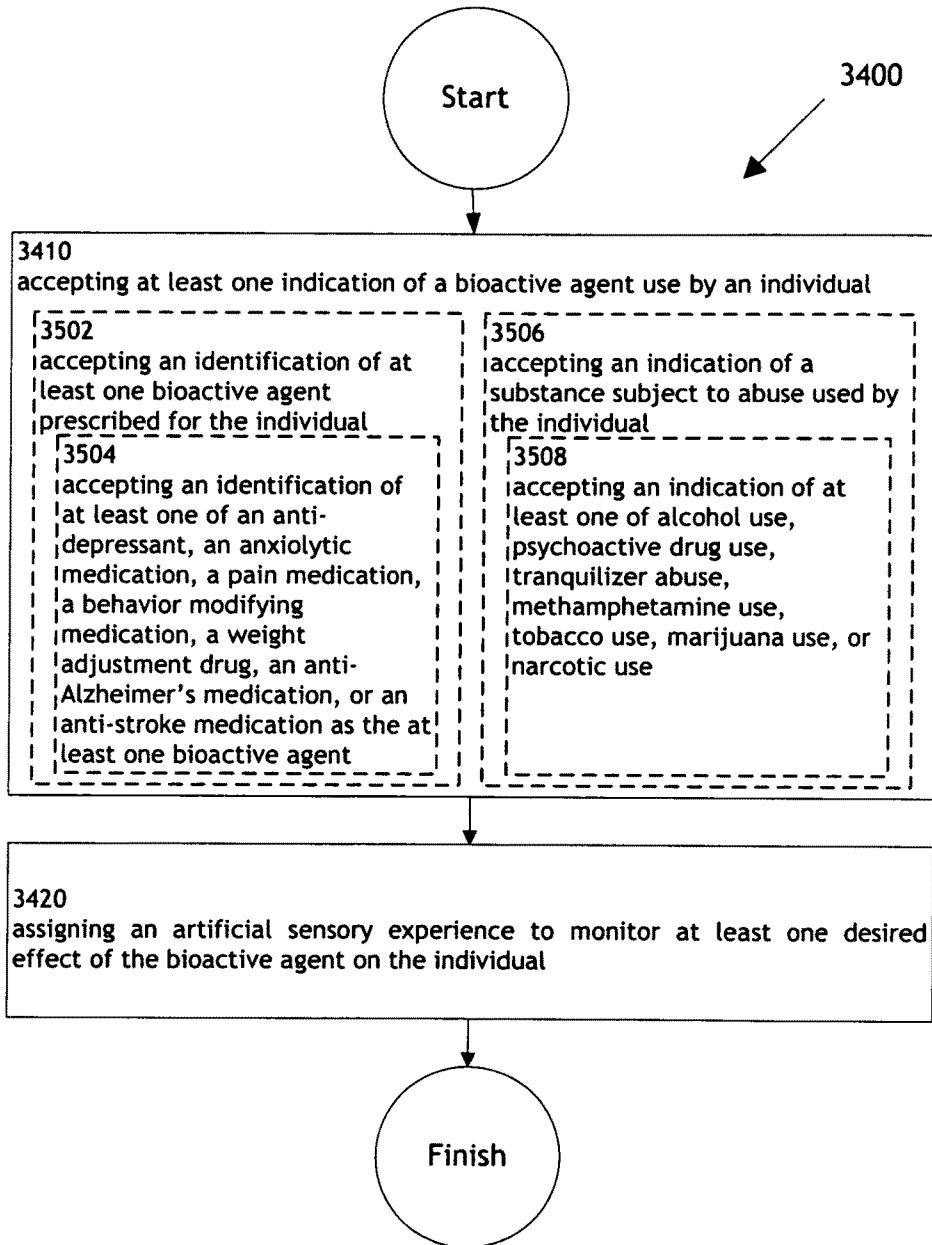 Start
3400
3410
accepting at least one indication of a bioactive agent use by an individual
3502
accepting an identification of at
least one bioactive agent
prescribed for the individual
3504
accepting an identification of
at least one of an anti-
depressant, an anxiolytic
medication, a pain medication,
a behavior modifying
medication, a weight
adjustment drug, an anti-
Alzheimer's medication, or an
anti-stroke medication as the at
least one bioactive agent
3506
accepting an indication of a
substance subject to abuse used by
the individual
3508
accepting an indication of at
least one of alcohol use,
psychoactive drug use,
tranquilizer abuse,
methamphetamine use,
tobacco use, marijuana use, or
narcotic use
3420
assigning an artificial sensory experience to monitor at least one desired
effect of the bioactive agent on the individual
Finish